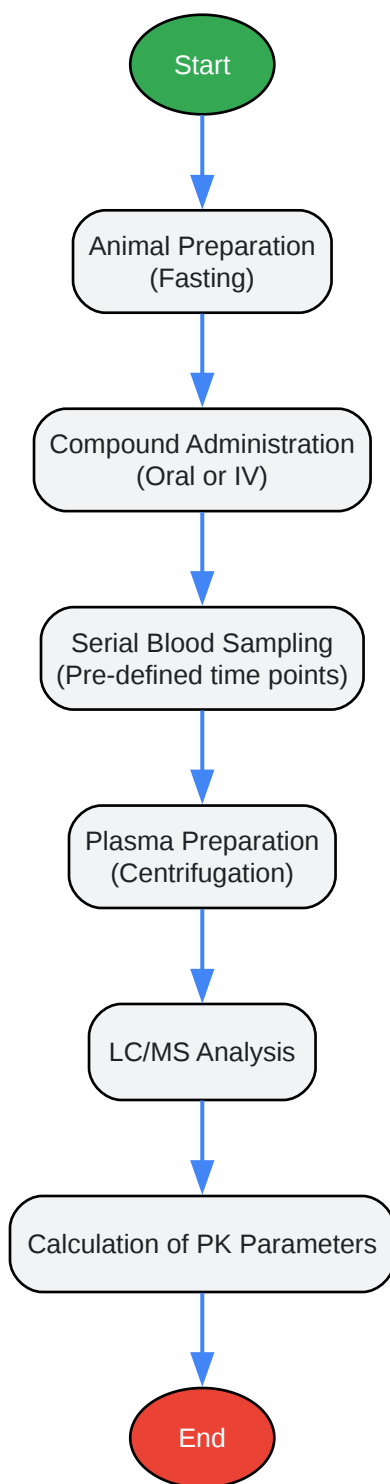 Start
Animal Preparation
(Fasting)
Compound Administration
(Oral or IV)
Serial Blood Sampling
(Pre-defined time points)
Plasma Preparation
(Centrifugation)
LC/MS Analysis
Calculation of PK Parameters
End